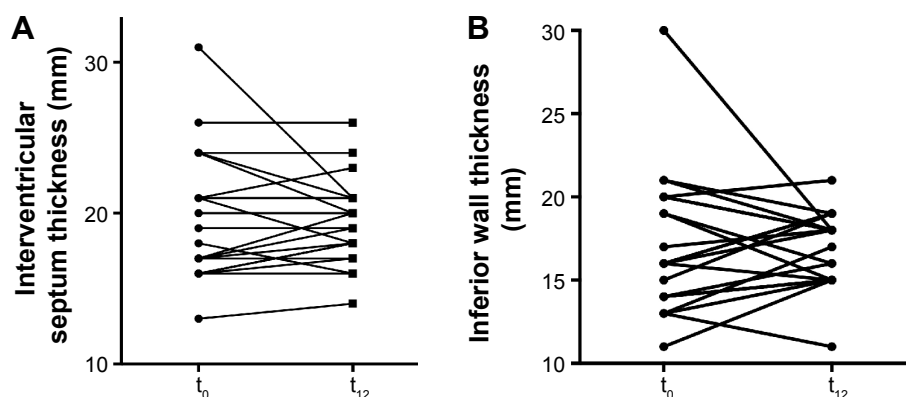 A
Interventricular
septum thickness (mm)
30
20
10
t₀
t₁₂
B
Inferior wall thickness
(mm)
30
25
20
15
10
t₀
t₁₂